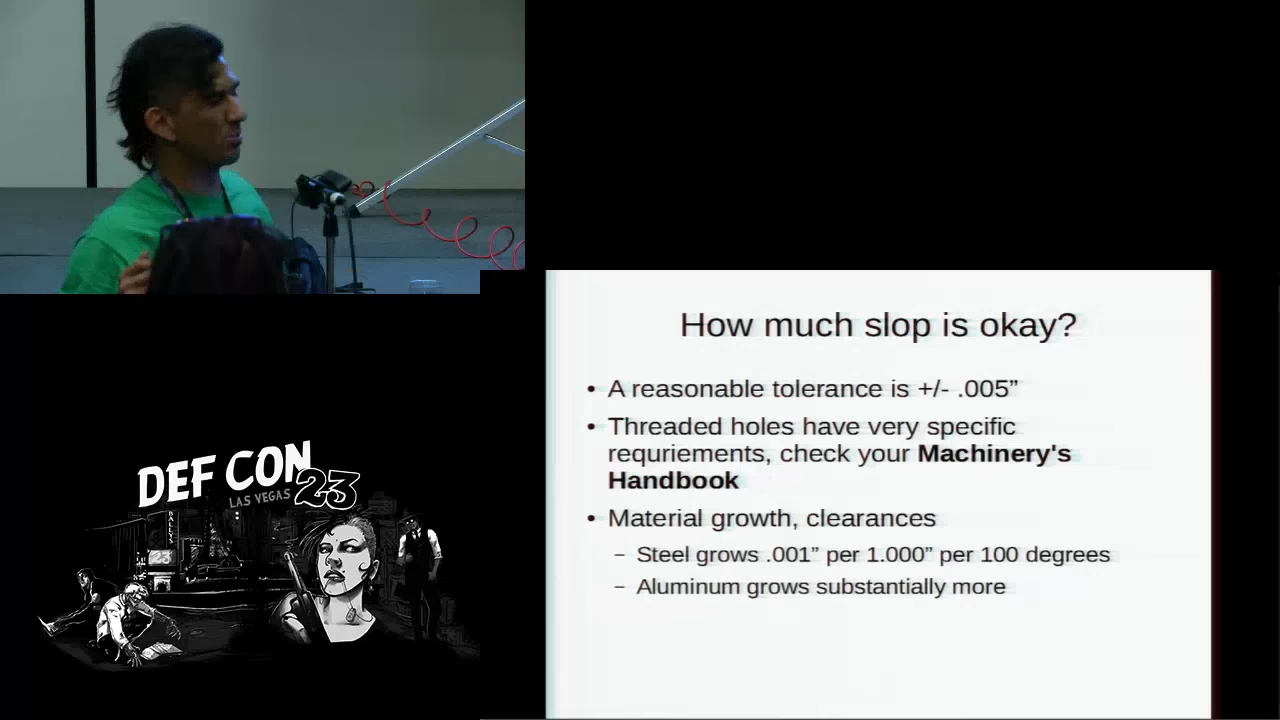 How much slop is okay?
• A reasonable tolerance is +/- .005”
• Threaded holes have very specific
requriements, check your Machinery's
Handbook
• Material growth, clearances
– Steel grows .001” per 1.000” per 100 degrees
– Aluminum grows substantially more
DEF CON
LAS VEGAS 23
BALLYS